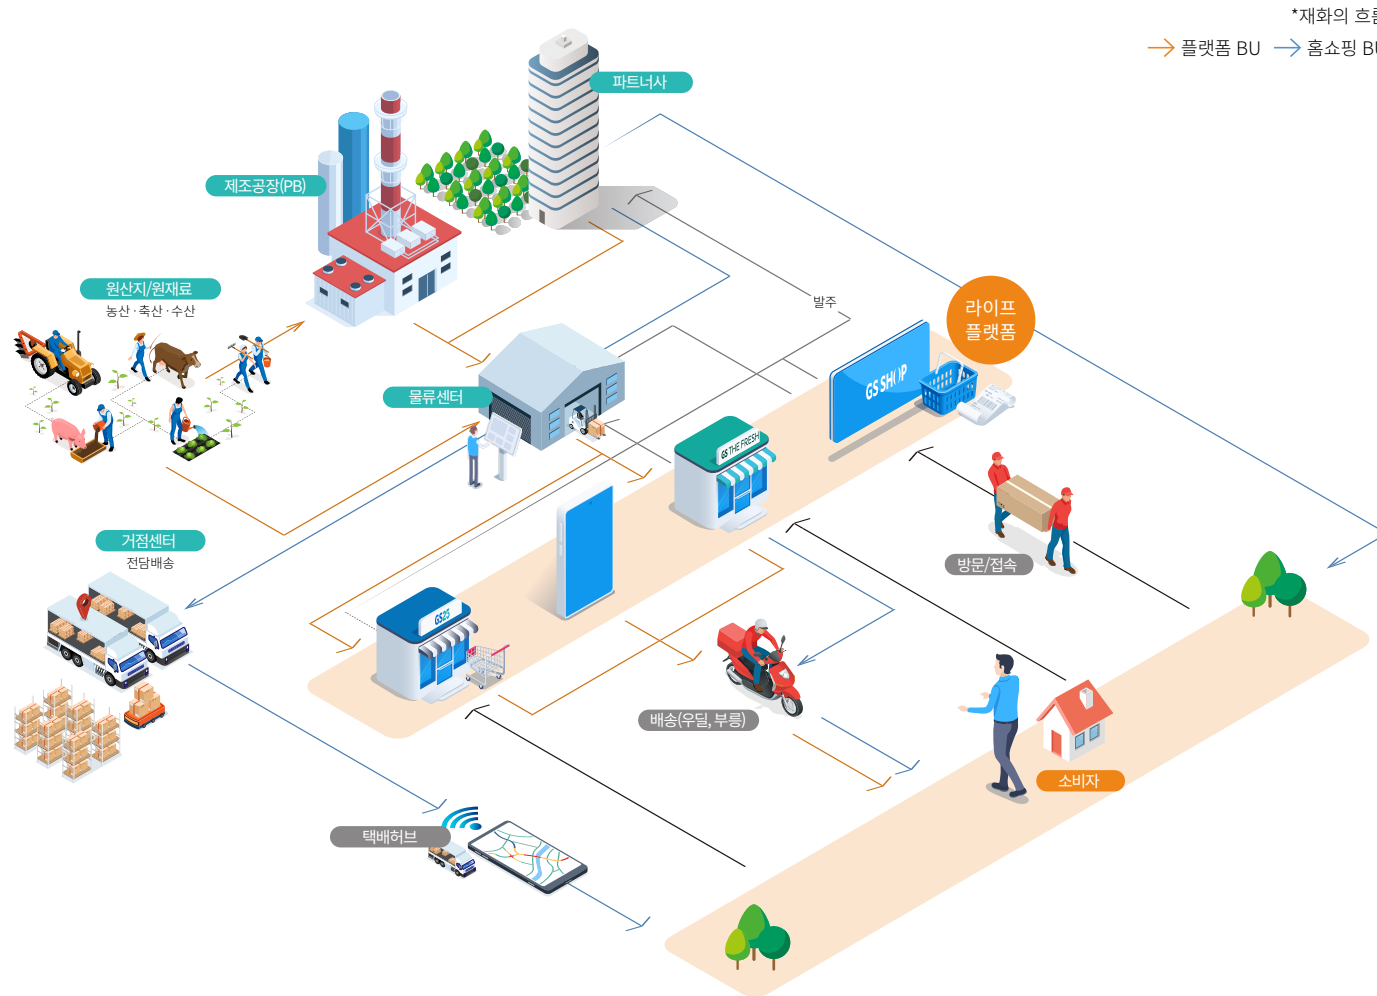 *재화의 흐름
플랫폼 BU
홈쇼핑 BU
파트너사
제조공장(PB)
원산지/원재료
농산 · 축산 · 수산
발주
라이프
플랫폼
GS SHOP
물류센터
GS THE FRESH
거점센터
전담배송
방문/접속
GS25
배송(우딜, 부릉)
소비자
택배허브